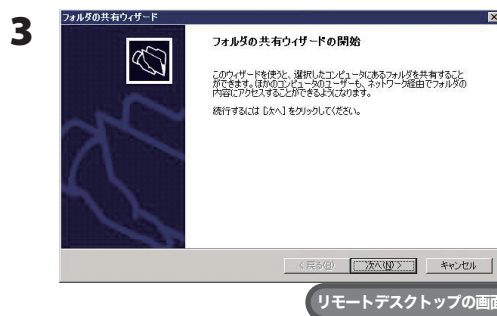 3
フォルダの共有ウィザード
フォルダの共有ウィザードの開始
このウィザードを使うと、選択したコンピュータにあるフォルダを共有すること
ができます。ほかのコンピュータのユーザーも、ネットワーク経由でフォルダの
内容にアクセスすることができるようになります。
続行するには [次へ] をクリックしてください。
< 戻る(B)
次へ(N) >
キャンセル
リモートデスクトップの画面